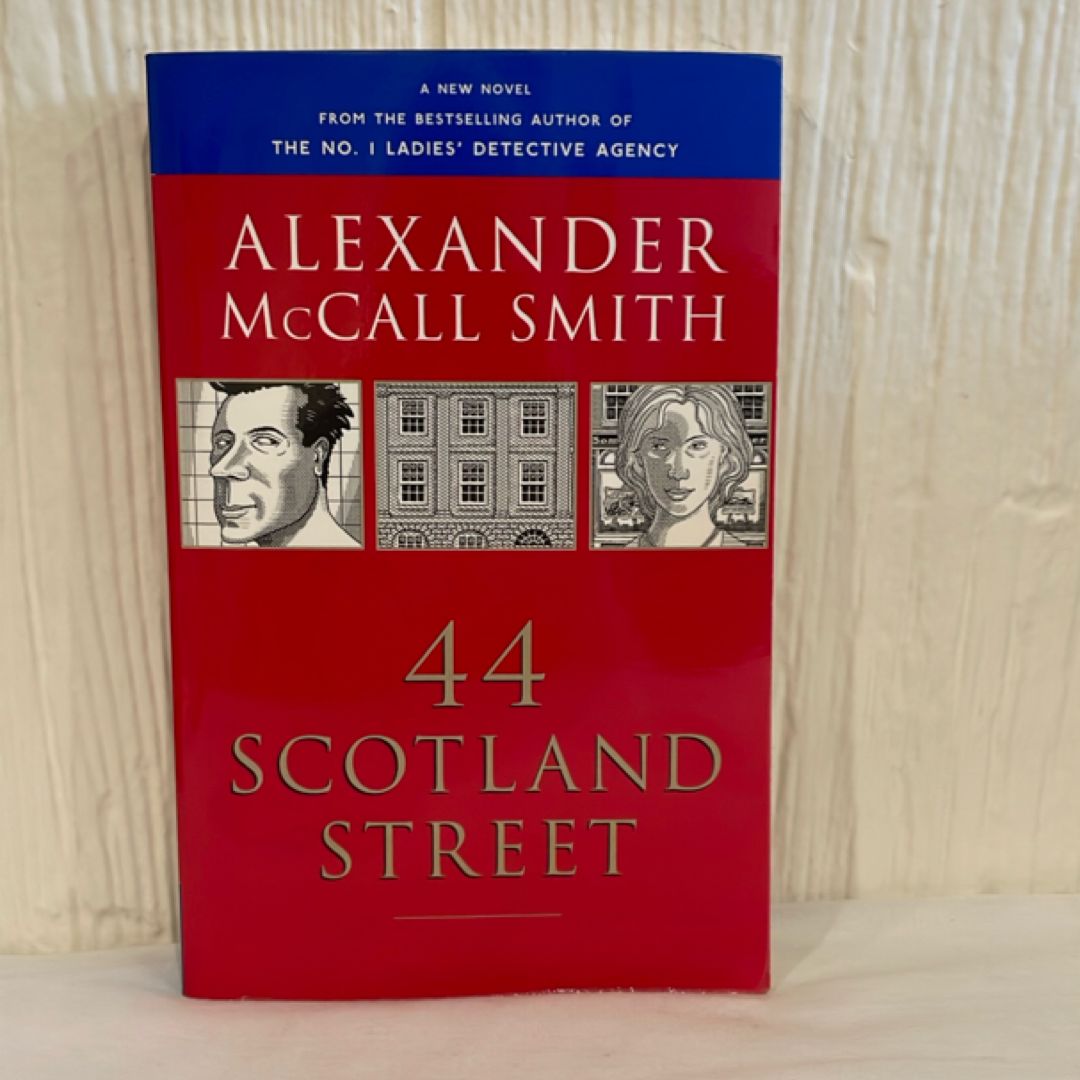 A NEW NOVEL
FROM THE BESTSELLING AUTHOR OF
THE NO. 1 LADIES' DETECTIVE AGENCY
ALEXANDER
McCALL SMITH
44
SCOTLAND
STREET